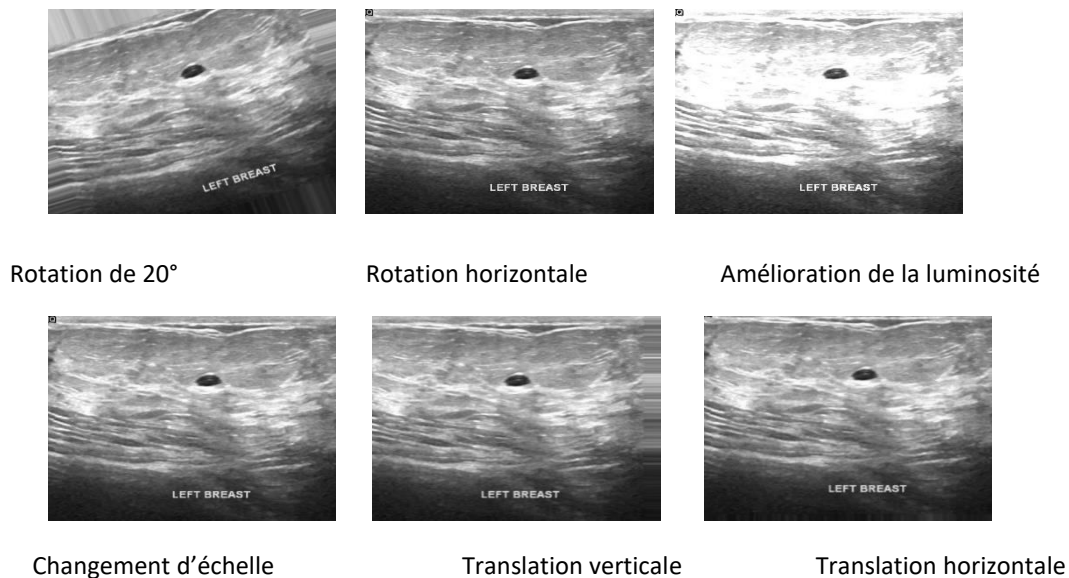 LEFT BREAST
LEFT BREAST
LEFT BREAST
Rotation de 20°
Rotation horizontale
Amélioration de la luminosité
LEFT BREAST
LEFT BREAST
LEFT BREAST
Changement d’échelle
Translation verticale
Translation horizontale